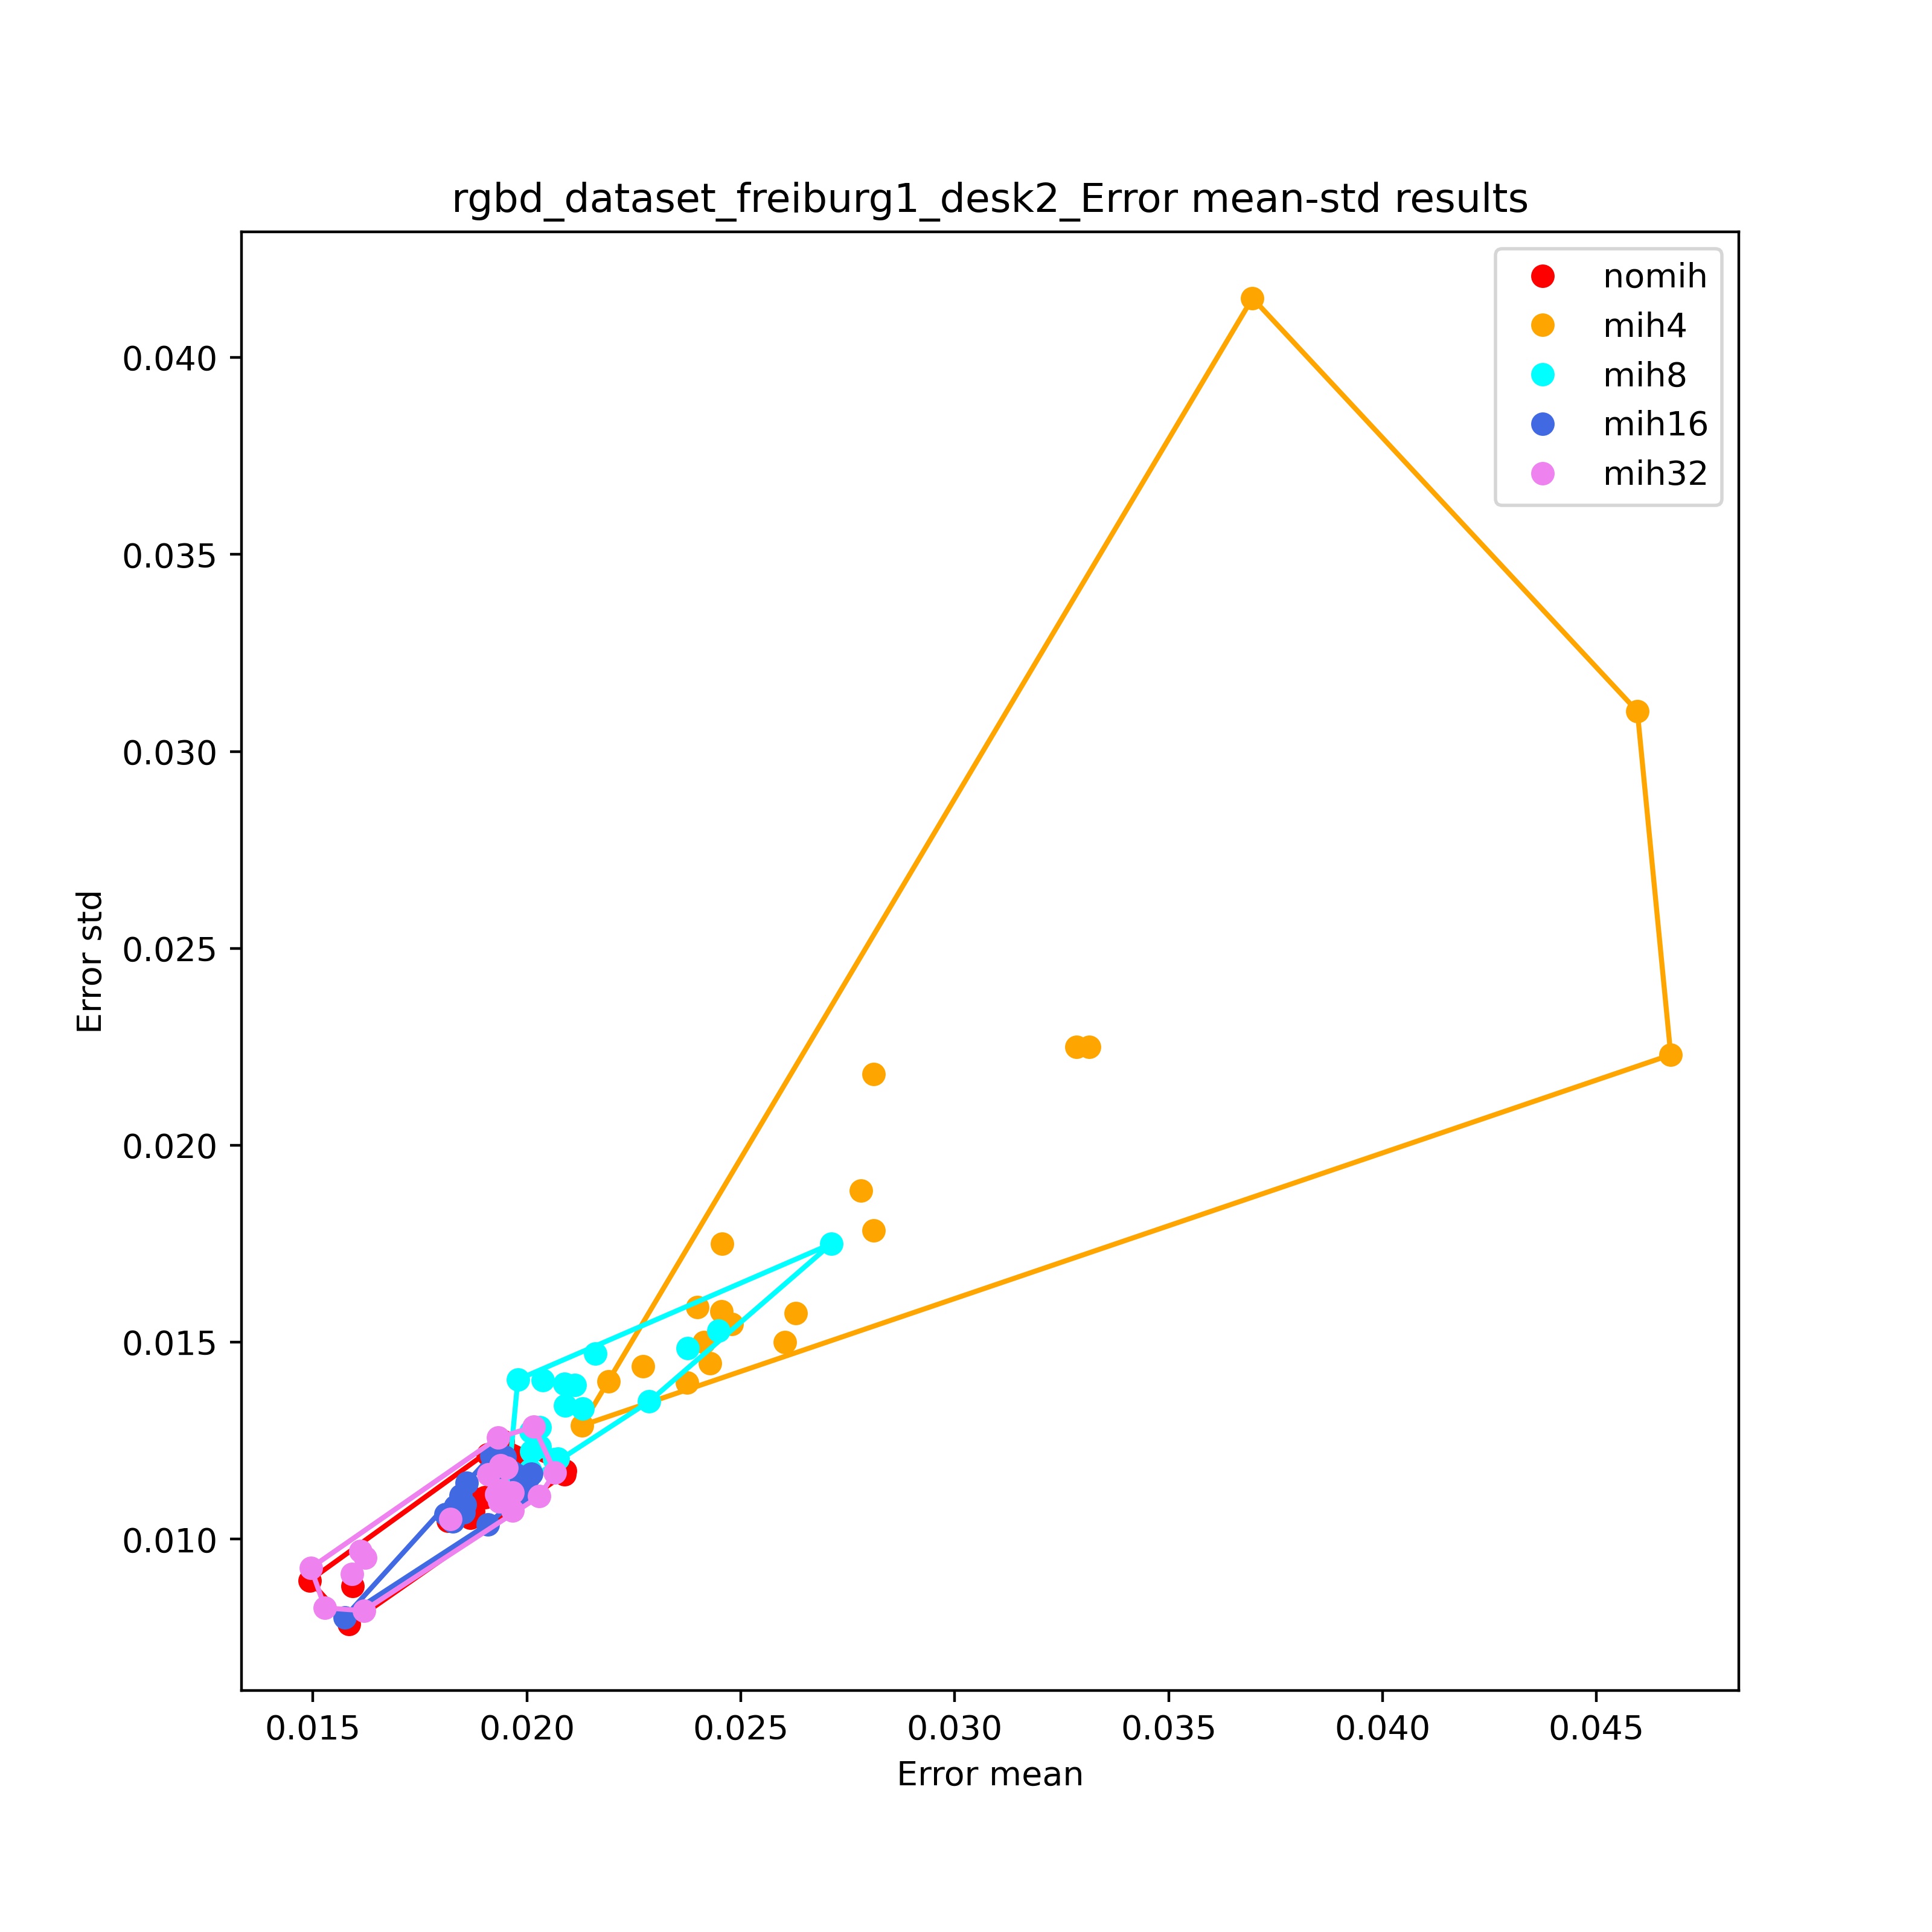 rgbd_dataset_freiburg1_desk2_Error mean-std results
nomih
mih4
mih8
mih16
mih32
0.040
0.035
0.030
0.025
0.020
0.015
0.010
Error std
0.015 0.020 0.025 0.030 0.035 0.040 0.045
Error mean